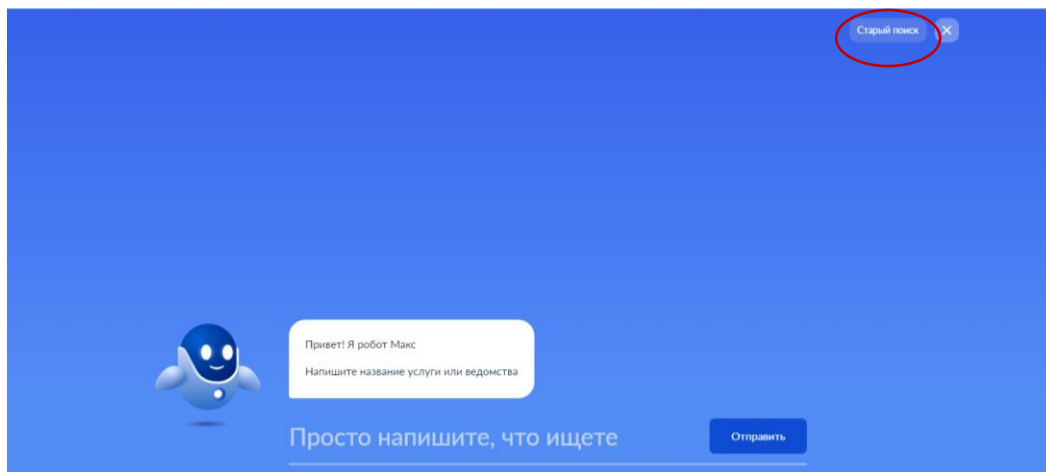 Старый поиск
Привет! Я робот Макс
Напишите название услуги или ведомства
Просто напишите, что ищете
Отправить